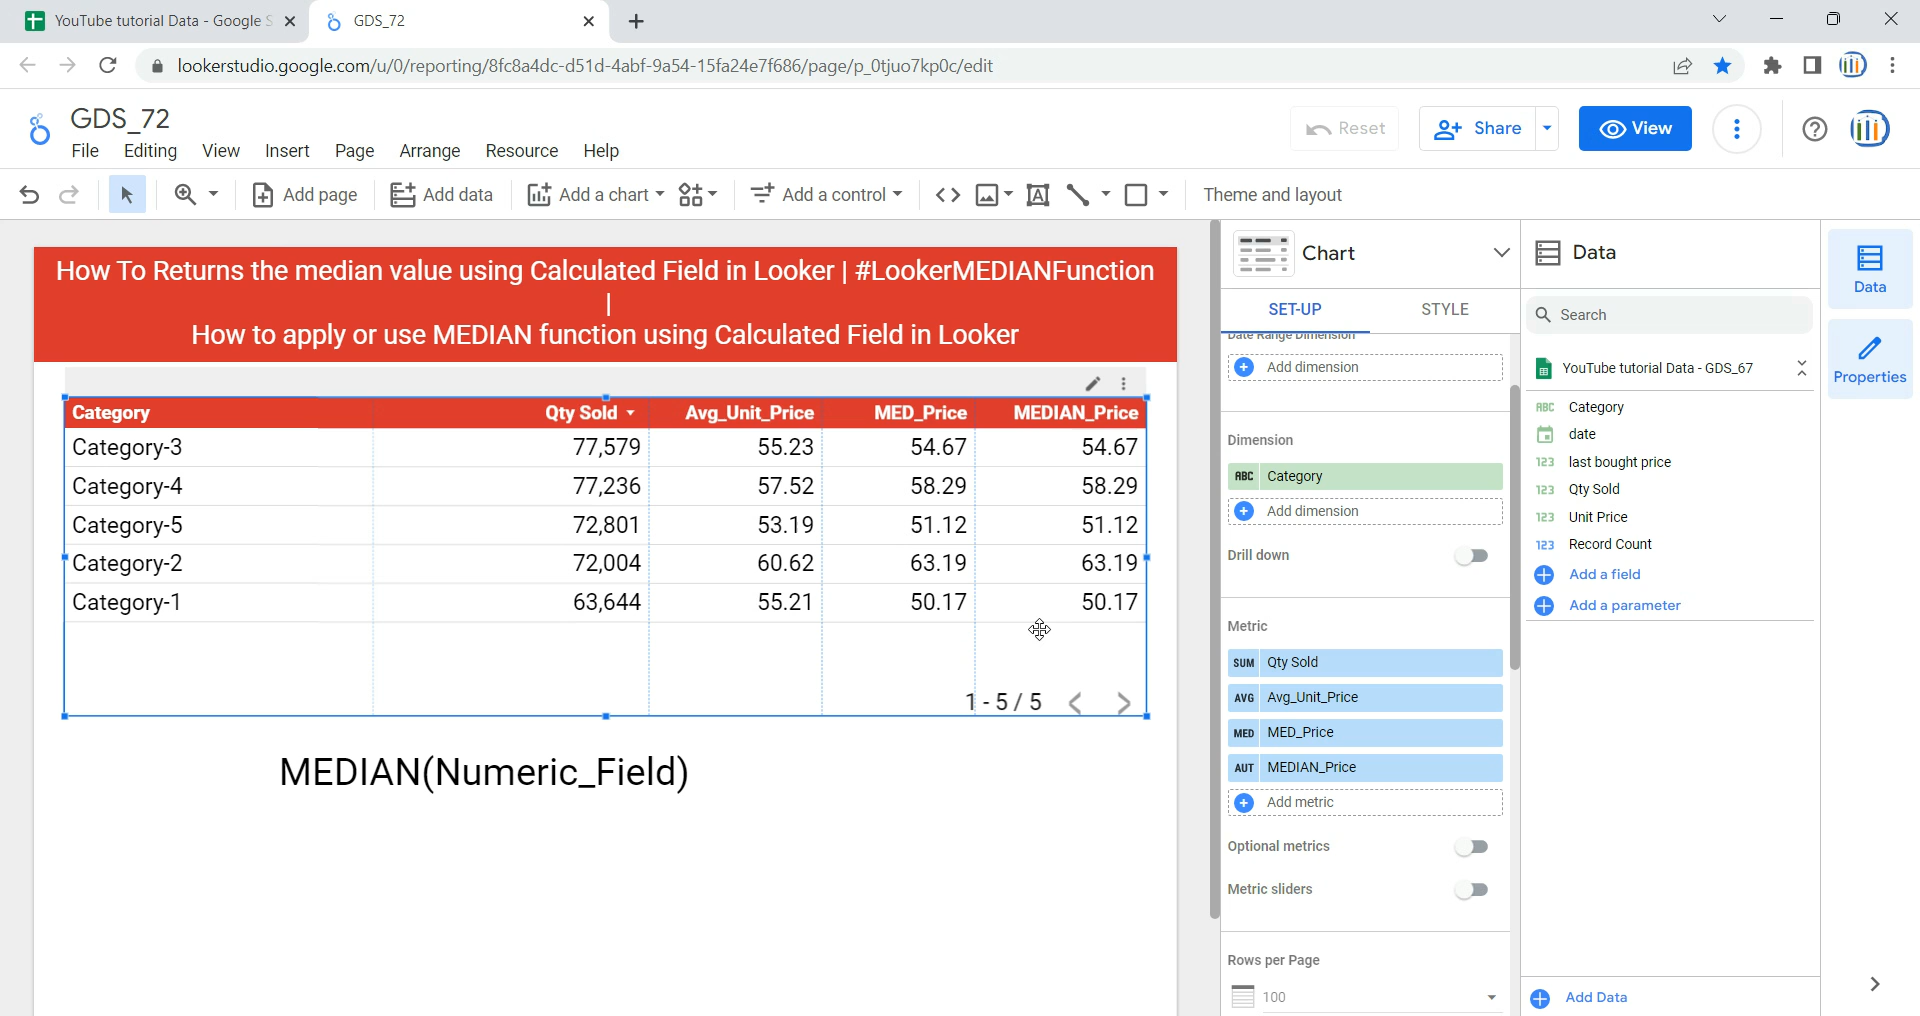 YouTube tutorial Data - Google S
GDS_72
lookerstudio.google.com/u/0/reporting/8fc8a4dc-d51d-4abf-9a54-15fa24e7f686/page/p_0tjuo7kp0c/edit
GDS_72
File Editing View Insert Page Arrange Resource Help
Reset Share View
Add page Add data Add a chart Add a control Theme and layout
How To Returns the median value using Calculated Field in Looker | #LookerMEDIANFunction
|
How to apply or use MEDIAN function using Calculated Field in Looker
Category Qty Sold Avg_Unit_Price MED_Price MEDIAN_Price
Category-3 77,579 55.23 54.67 54.67
Category-4 77,236 57.52 58.29 58.29
Category-5 72,801 53.19 51.12 51.12
Category-2 72,004 60.62 63.19 63.19
Category-1 63,644 55.21 50.17 50.17
1 - 5 / 5
MEDIAN(Numeric_Field)
Chart
SET-UP STYLE
Date Range Dimension
Add dimension
Dimension
ABC Category
Add dimension
Drill down
Metric
SUM Qty Sold
AVG Avg_Unit_Price
MED MED_Price
AUT MEDIAN_Price
Add metric
Optional metrics
Metric sliders
Rows per Page
100
Data
Search
YouTube tutorial Data - GDS_67
ABC Category
date
123 last bought price
123 Qty Sold
123 Unit Price
123 Record Count
Add a field
Add a parameter
Add Data
Data
Properties